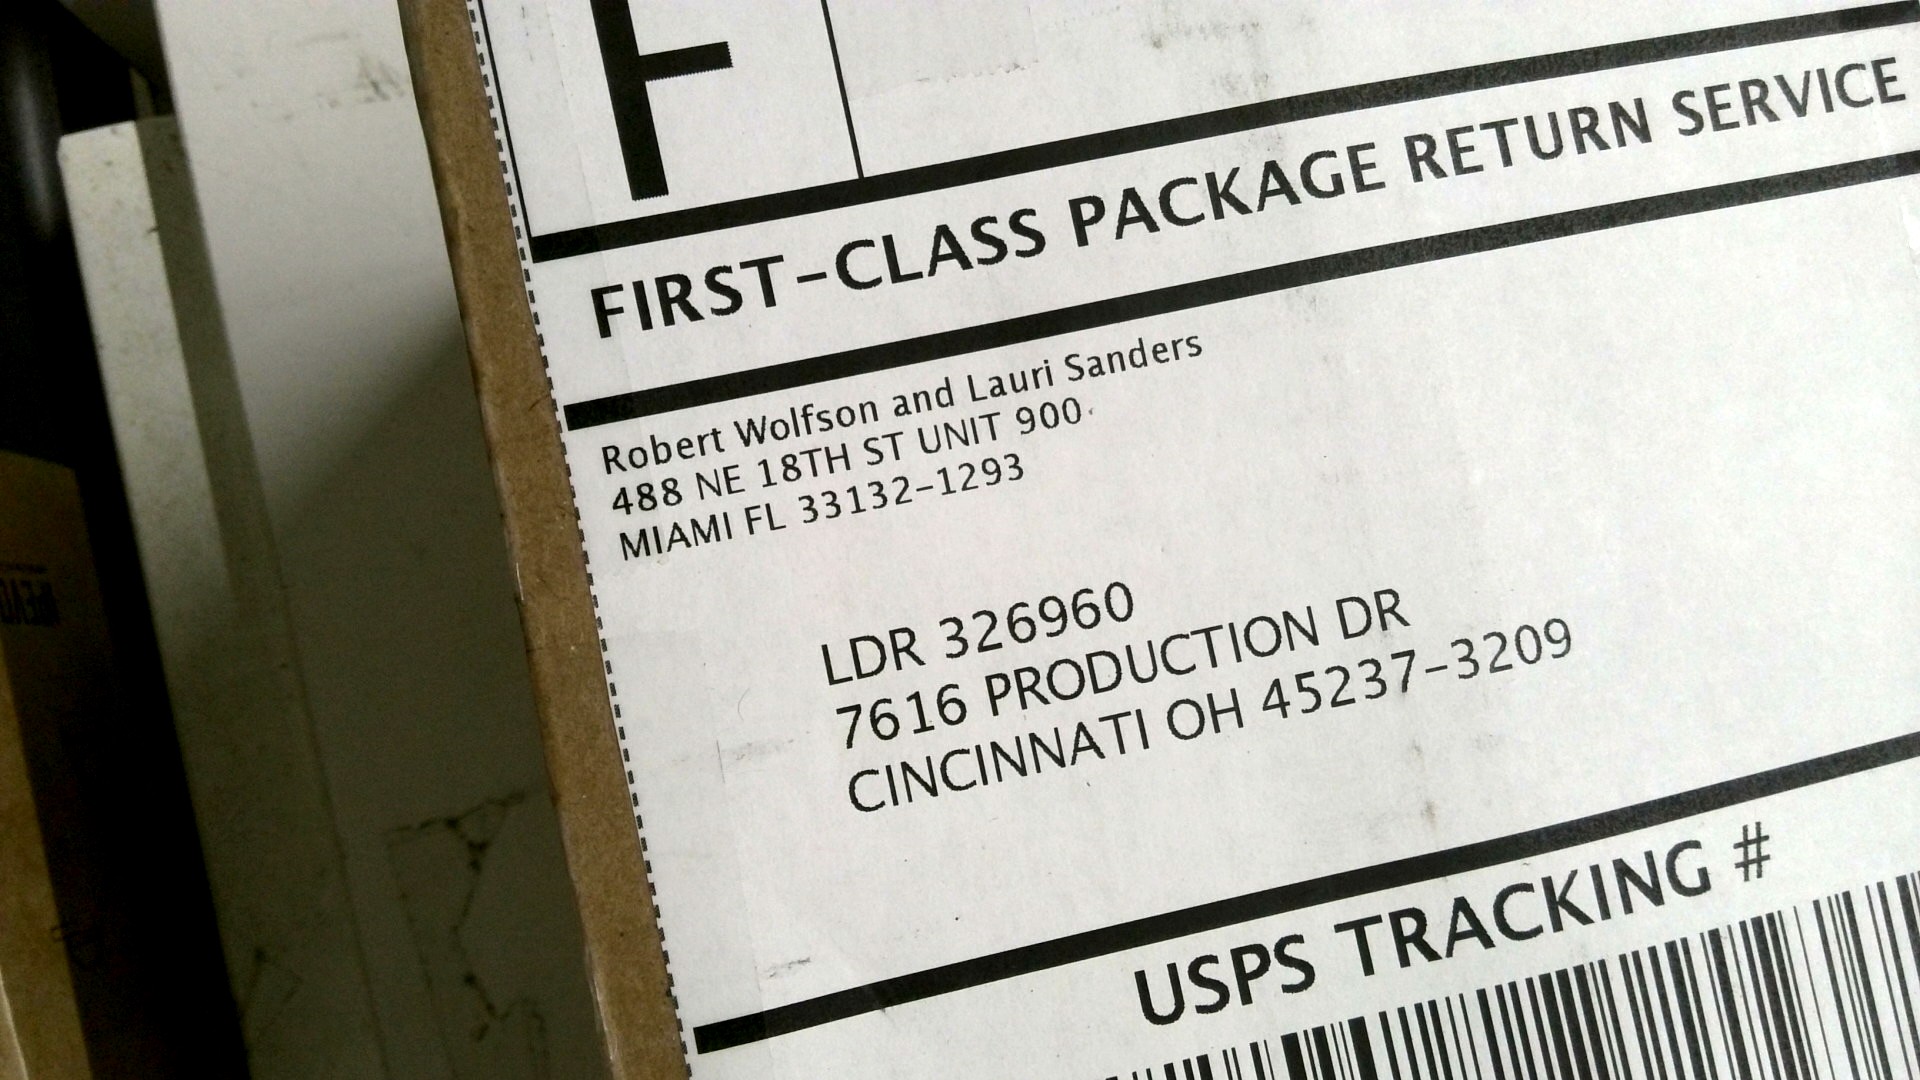 F
FIRST-CLASS PACKAGE RETURN SERVICE
Robert Wolfson and Lauri Sanders
488 NE 18TH ST UNIT 900
MIAMI FL 33132-1293
LDR 326960
7616 PRODUCTION DR
CINCINNATI OH 45237-3209
USPS TRACKING #